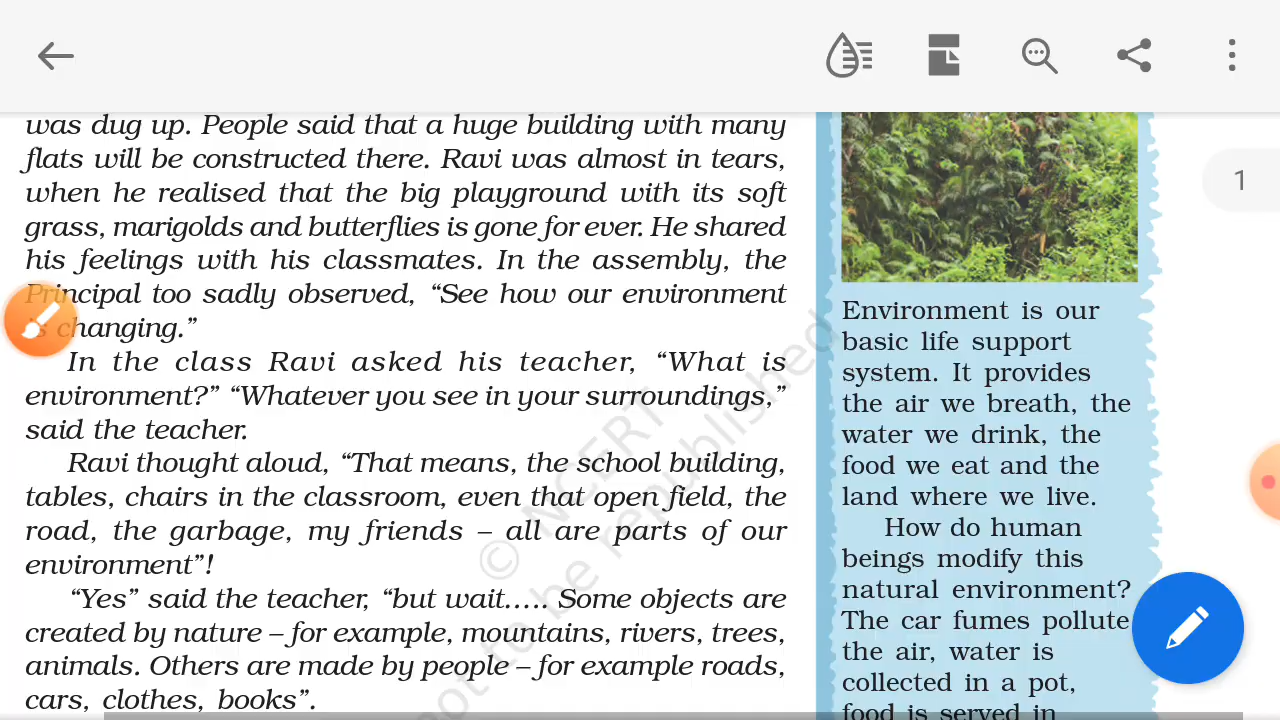 1
was dug up. People said that a huge building with many
flats will be constructed there. Ravi was almost in tears,
when he realised that the big playground with its soft
grass, marigolds and butterflies is gone for ever. He shared
his feelings with his classmates. In the assembly, the
Principal too sadly observed, “See how our environment
is changing.”
In the class Ravi asked his teacher, “What is
environment?” “Whatever you see in your surroundings,”
said the teacher.
Ravi thought aloud, “That means, the school building,
tables, chairs in the classroom, even that open field, the
road, the garbage, my friends – all are parts of our
environment”!
“Yes” said the teacher, “but wait….. Some objects are
created by nature – for example, mountains, rivers, trees,
animals. Others are made by people – for example roads,
cars, clothes, books”.
Environment is our
basic life support
system. It provides
the air we breath, the
water we drink, the
food we eat and the
land where we live.
How do human
beings modify this
natural environment?
The car fumes pollute
the air, water is
collected in a pot,
food is served in
© NCERT
not to be republished